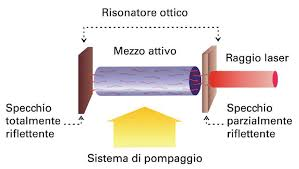 Risonatore ottico
Mezzo attivo
Raggio laser
Specchio
totalmente
riflettente
Specchio
parzialmente
riflettente
Sistema di pompaggio